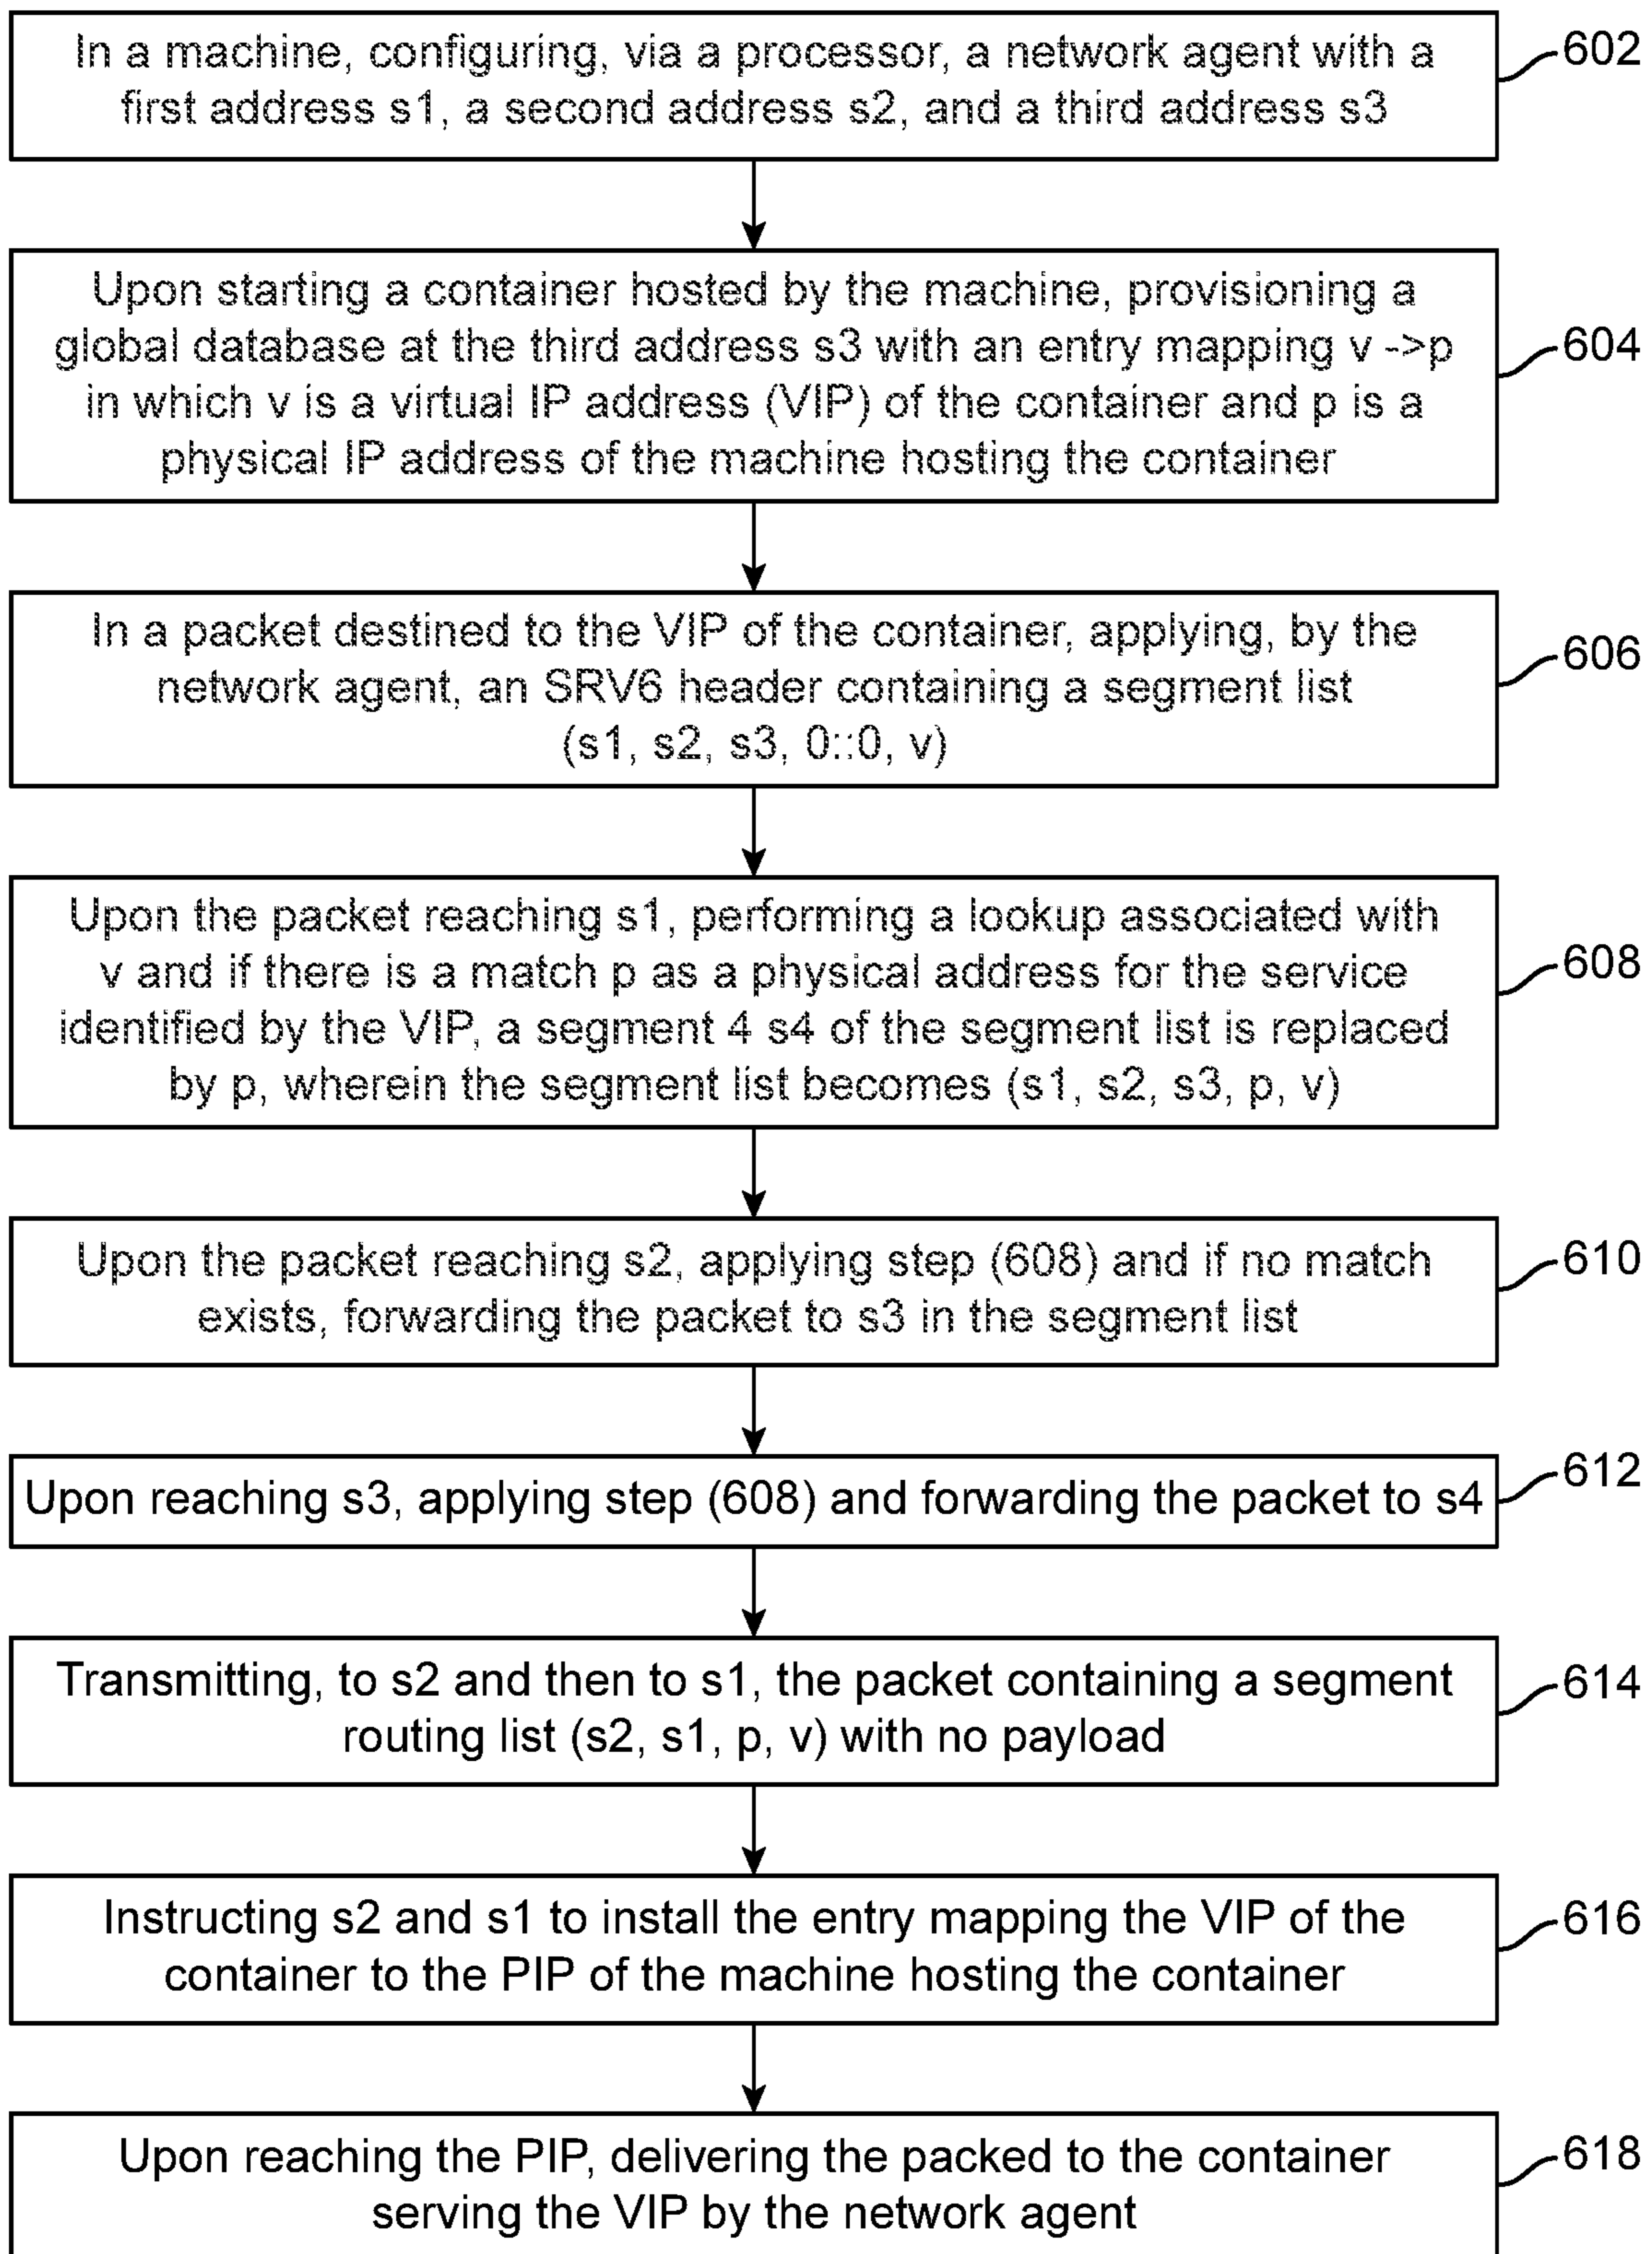 In a machine, configuring, via a processor, a network agent with a
first address s1, a second address s2, and a third address s3
602
Upon starting a container hosted by the machine, provisioning a
global database at the third address s3 with an entry mapping v ->p
in which v is a virtual IP address (VIP) of the container and p is a
physical IP address of the machine hosting the container
604
In a packet destined to the VIP of the container, applying, by the
network agent, an SRV6 header containing a segment list
(s1, s2, s3, 0::0, v)
606
Upon the packet reaching s1, performing a lookup associated with
v and if there is a match p as a physical address for the service
identified by the VIP, a segment 4 s4 of the segment list is replaced
by p, wherein the segment list becomes (s1, s2, s3, p, v)
608
Upon the packet reaching s2, applying step (608) and if no match
exists, forwarding the packet to s3 in the segment list
610
Upon reaching s3, applying step (608) and forwarding the packet to s4
612
Transmitting, to s2 and then to s1, the packet containing a segment
routing list (s2, s1, p, v) with no payload
614
Instructing s2 and s1 to install the entry mapping the VIP of the
container to the PIP of the machine hosting the container
616
Upon reaching the PIP, delivering the packed to the container
serving the VIP by the network agent
618